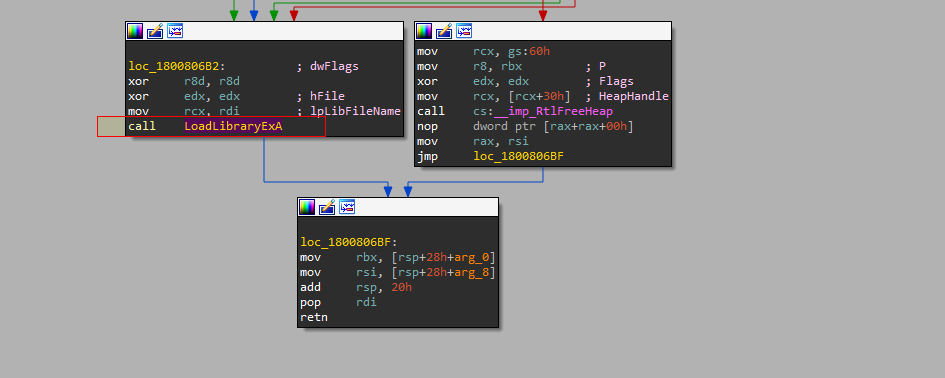 loc_1800806B2: ; dwFlags
xor r8d, r8d
xor edx, edx ; hFile
mov rcx, rdi ; lpLibFileName
call LoadLibraryExA
mov rcx, gs:60h
mov r8, rbx ; P
xor edx, edx ; Flags
mov rcx, [rcx+30h] ; HeapHandle
call cs:__imp_RtlFreeHeap
nop dword ptr [rax+rax+00h]
mov rax, rsi
jmp loc_1800806BF
loc_1800806BF:
mov rbx, [rsp+28h+arg_0]
mov rsi, [rsp+28h+arg_8]
add rsp, 20h
pop rdi
retn